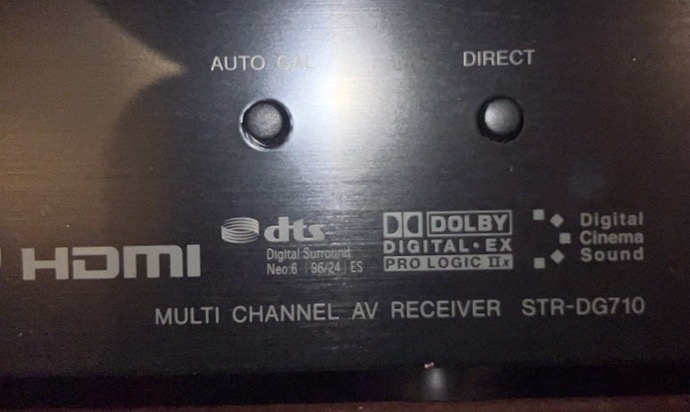 AUTO CAL
DIRECT
HDMI
dts
Digital Surround
Neo:6 | 96/24 | ES
DOLBY
DIGITAL·EX
PRO LOGIC IIx
Digital
Cinema
Sound
MULTI CHANNEL AV RECEIVER STR-DG710